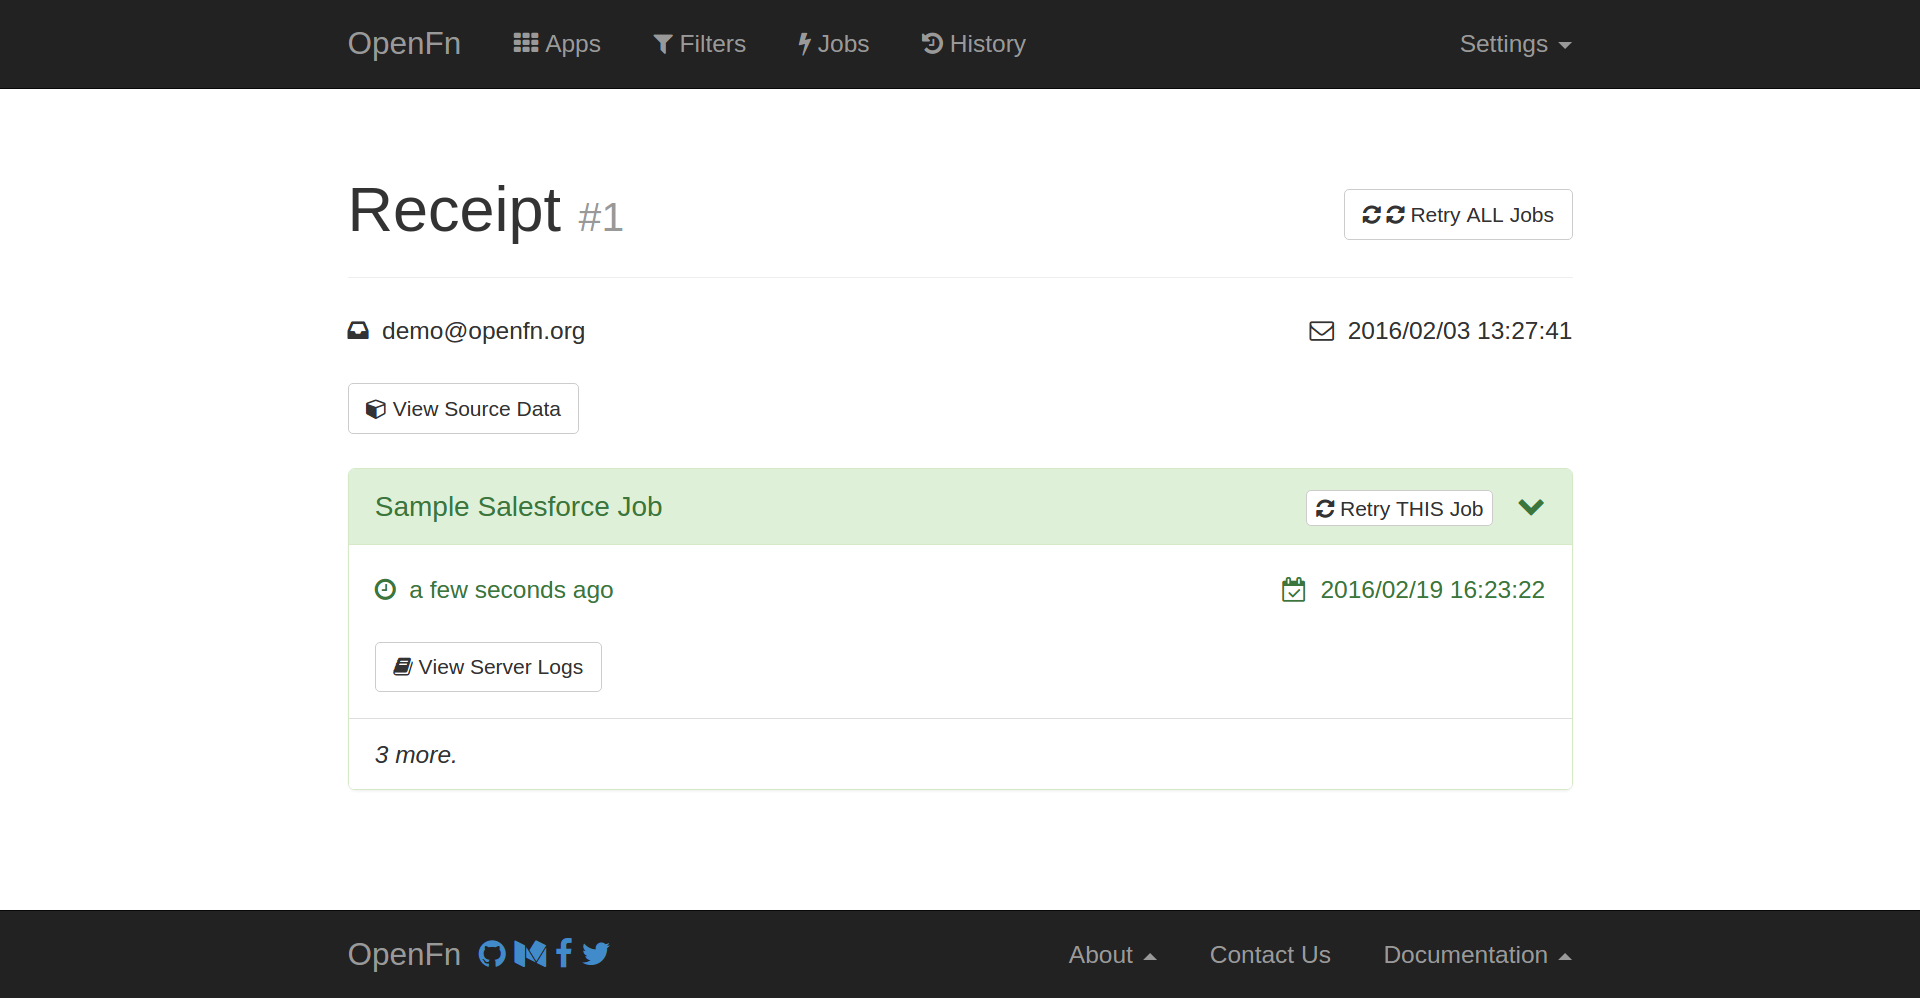 OpenFn Apps Filters Jobs History Settings
Receipt #1
Retry ALL Jobs
demo@openfn.org 2016/02/03 13:27:41
View Source Data
Sample Salesforce Job Retry THIS Job
a few seconds ago 2016/02/19 16:23:22
View Server Logs
3 more.
OpenFn About Contact Us Documentation